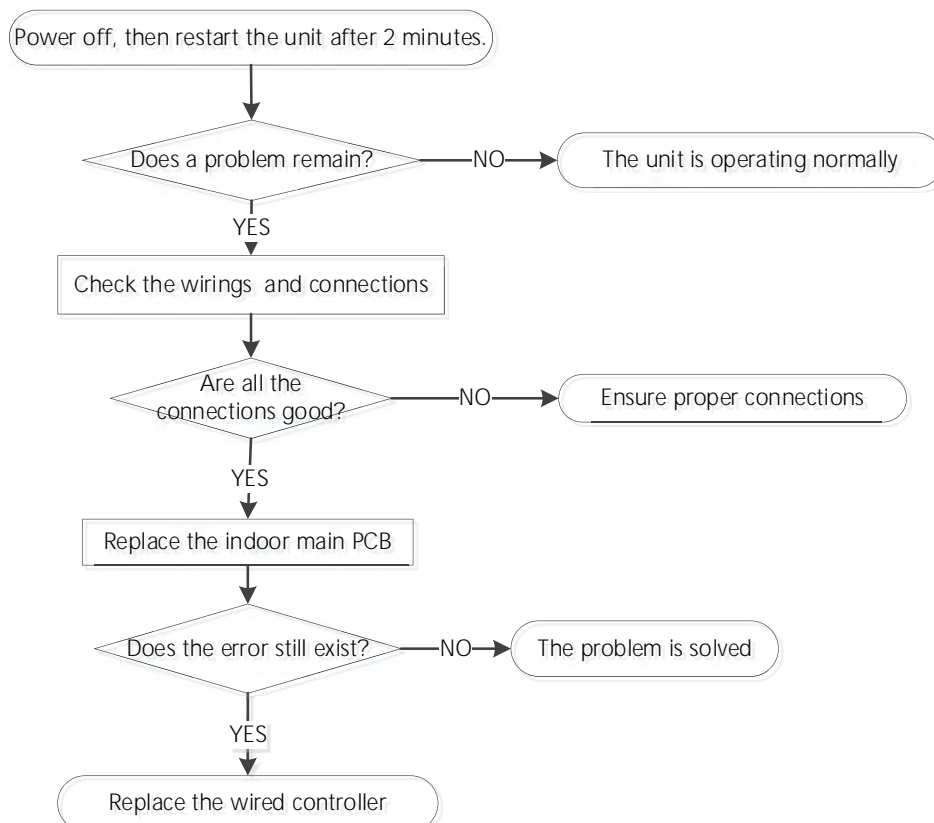 Power off, then restart the unit after 2 minutes.
Does a problem remain?
NO
The unit is operating normally
YES
Check the wirings and connections
Are all the
connections good?
NO
Ensure proper connections
YES
Replace the indoor main PCB
Does the error still exist?
NO
The problem is solved
YES
Replace the wired controller